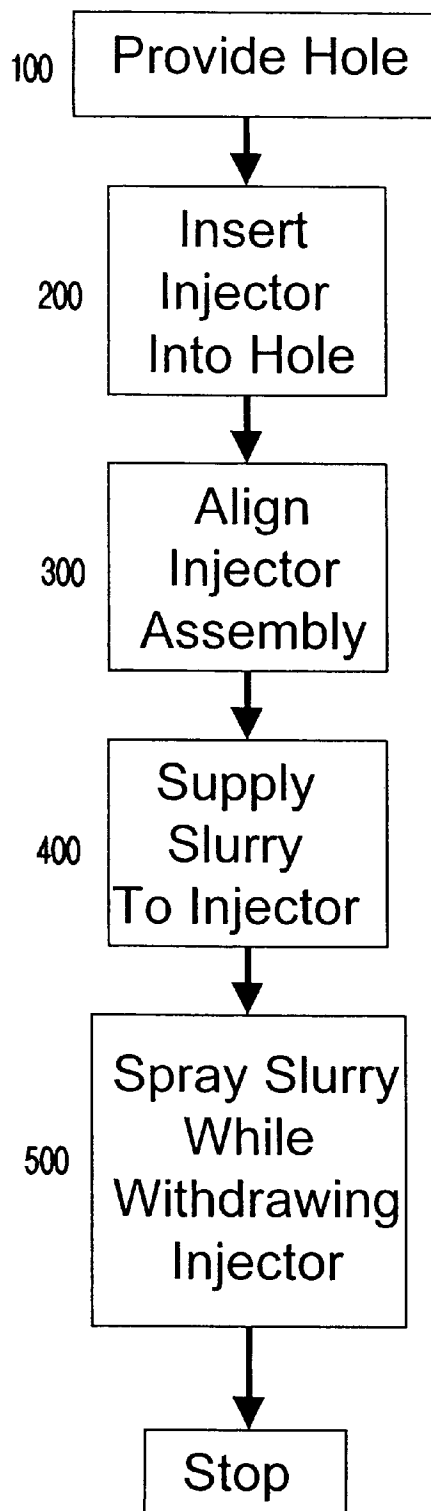 100 Provide Hole
200
Insert
Injector
Into Hole
300
Align
Injector
Assembly
400
Supply
Slurry
To Injector
500
Spray Slurry
While
Withdrawing
Injector
Stop